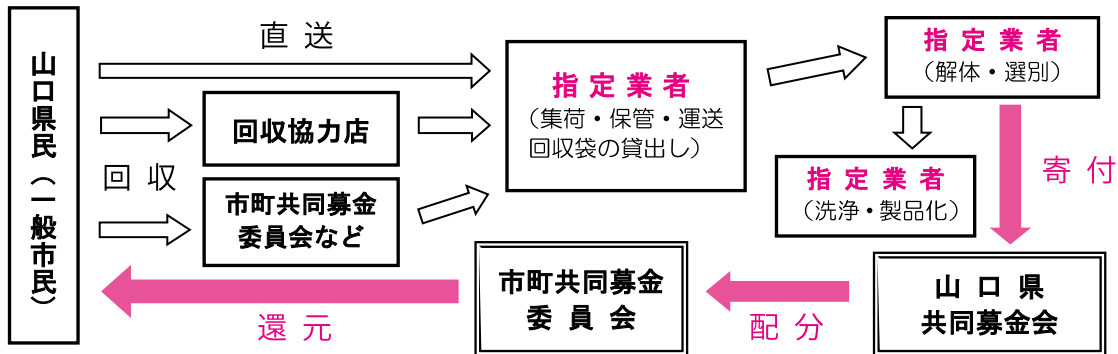 山口県民（一般市民）
直送
回収
回収協力店
市町共同募金
委員会など
指定業者
（集荷・保管・運送
回収袋の貸出し）
指定業者
（解体・選別）
指定業者
（洗浄・製品化）
寄付
山口県
共同募金会
配分
市町共同募金
委員会
還元